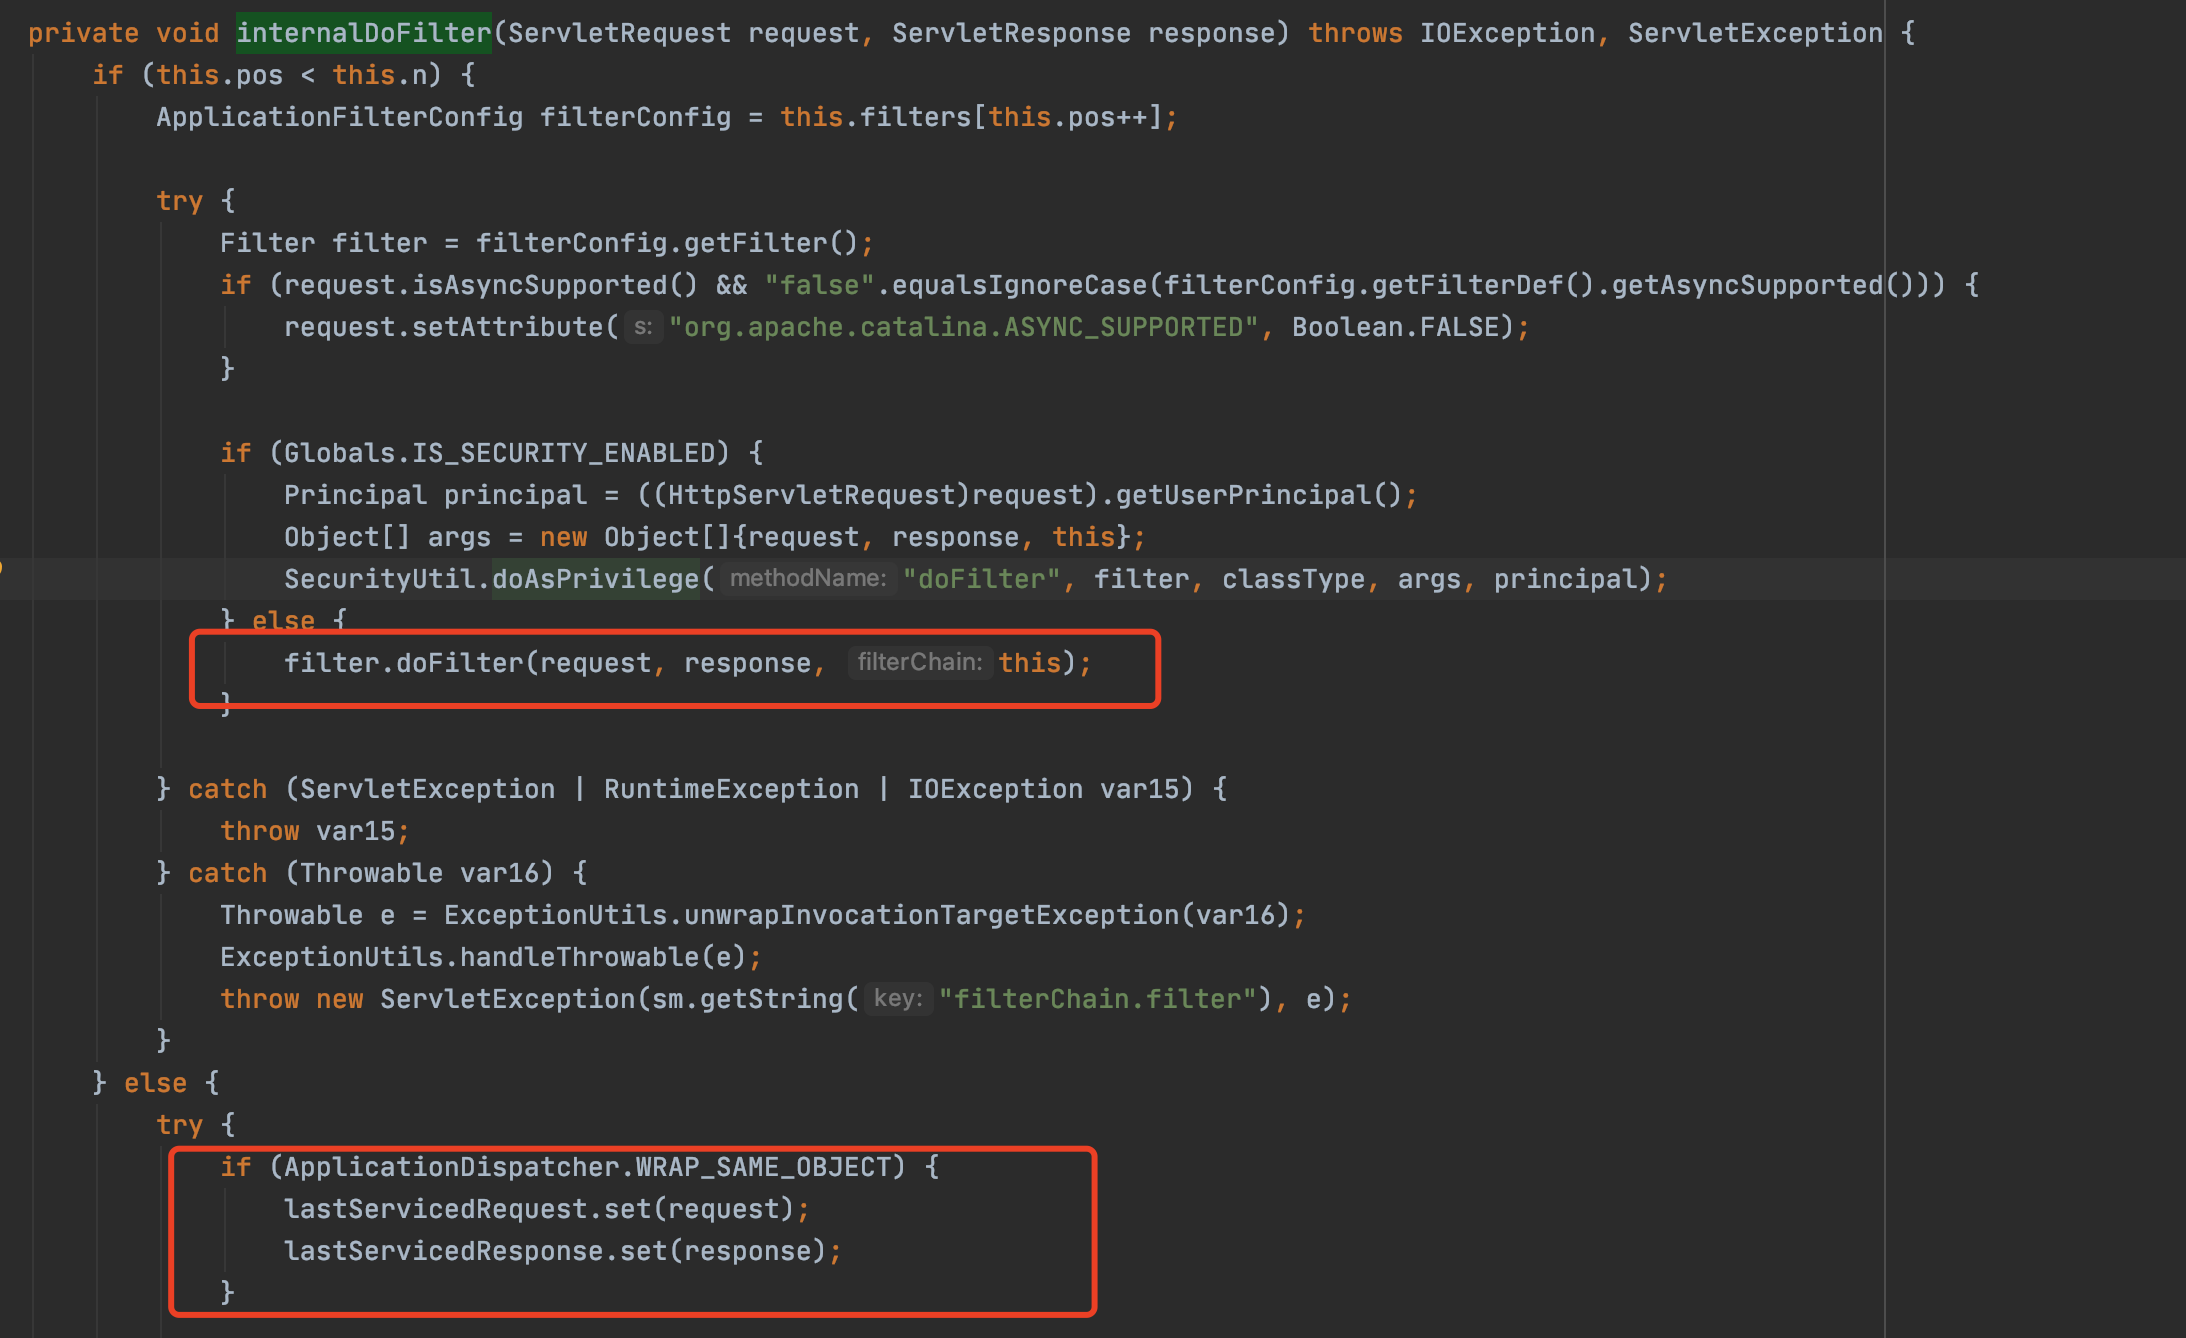 private void internalDoFilter(ServletRequest request, ServletResponse response) throws IOException, ServletException {
if (this.pos < this.n) {
ApplicationFilterConfig filterConfig = this.filters[this.pos++];
try {
Filter filter = filterConfig.getFilter();
if (request.isAsyncSupported() && "false".equalsIgnoreCase(filterConfig.getFilterDef().getAsyncSupported())) {
request.setAttribute( s: "org.apache.catalina.ASYNC_SUPPORTED", Boolean.FALSE);
}
if (Globals.IS_SECURITY_ENABLED) {
Principal principal = ((HttpServletRequest)request).getUserPrincipal();
Object[] args = new Object[]{request, response, this};
SecurityUtil.doAsPrivilege( methodName: "doFilter", filter, classType, args, principal);
} else {
filter.doFilter(request, response, filterChain: this);
}
} catch (ServletException | RuntimeException | IOException var15) {
throw var15;
} catch (Throwable var16) {
Throwable e = ExceptionUtils.unwrapInvocationTargetException(var16);
ExceptionUtils.handleThrowable(e);
throw new ServletException(sm.getString( key: "filterChain.filter"), e);
}
} else {
try {
if (ApplicationDispatcher.WRAP_SAME_OBJECT) {
lastServicedRequest.set(request);
lastServicedResponse.set(response);
}